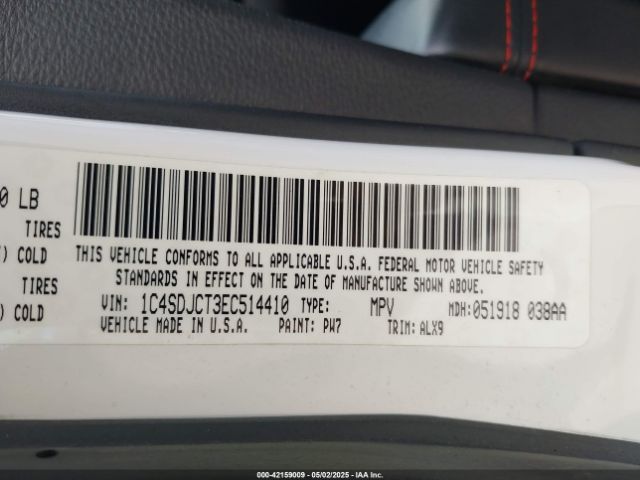 0 LB
TIRES
) COLD
TIRES
) COLD
THIS VEHICLE CONFORMS TO ALL APPLICABLE U.S.A. FEDERAL MOTOR VEHICLE SAFETY
STANDARDS IN EFFECT ON THE DATE OF MANUFACTURE SHOWN ABOVE.
VIN: 1C4SDJCT3EC514410 TYPE: MPV MDH:051918 038AA
VEHICLE MADE IN U.S.A. PAINT: PW7 TRIM: ALX9
000-42159009 - 05/02/2025 - IAA Inc.